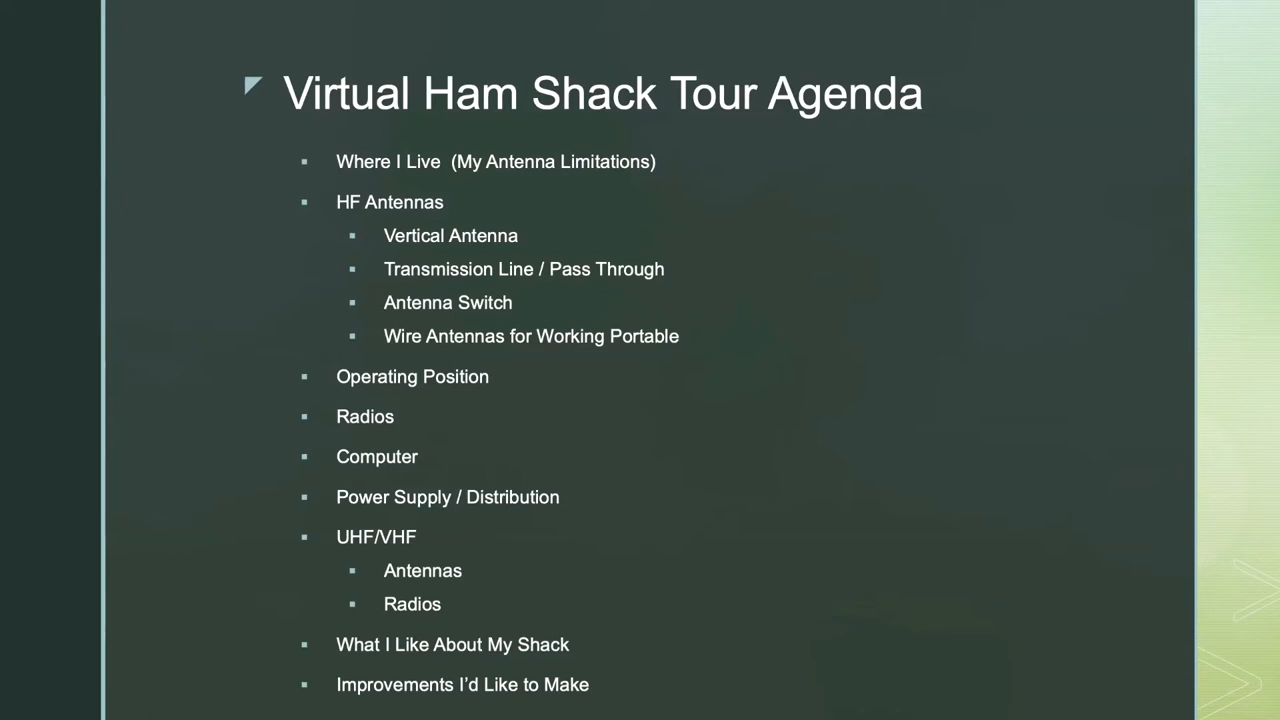 Virtual Ham Shack Tour Agenda
Where I Live (My Antenna Limitations)
HF Antennas
Vertical Antenna
Transmission Line / Pass Through
Antenna Switch
Wire Antennas for Working Portable
Operating Position
Radios
Computer
Power Supply / Distribution
UHF/VHF
Antennas
Radios
What I Like About My Shack
Improvements I'd Like to Make